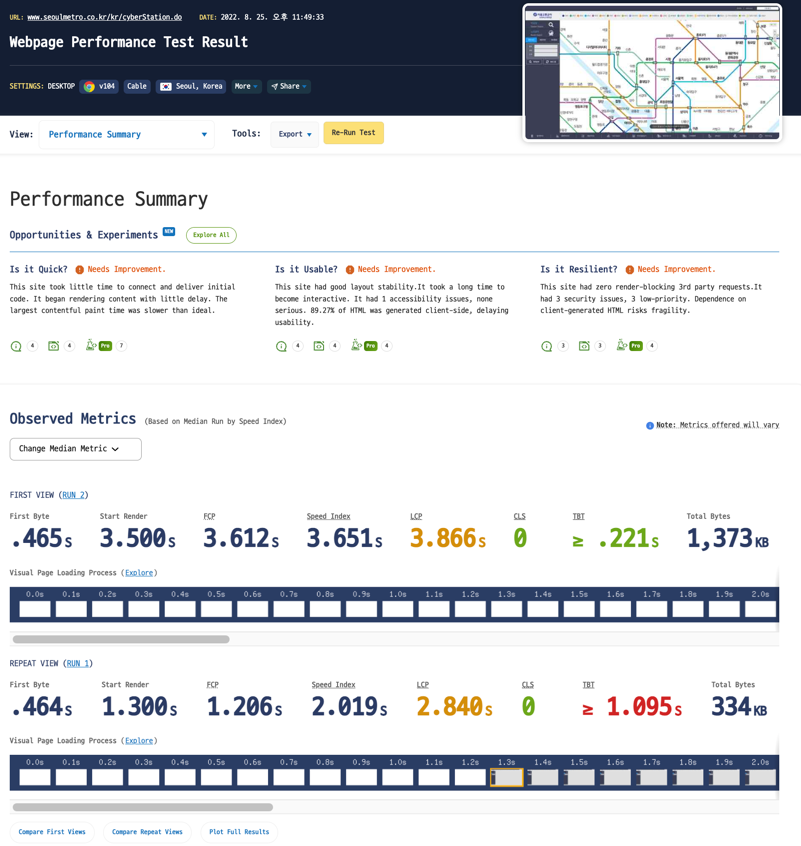 URL: www.seoulmetro.co.kr/kr/cyberStation.do DATE: 2022. 8. 25. 오후 11:49:33
Webpage Performance Test Result
SETTINGS: DESKTOP v104 Cable Seoul, Korea More Share
View: Performance Summary Tools: Export Re-Run Test
Performance Summary
Opportunities & Experiments NEW Explore All
Is it Quick? Needs Improvement.
This site took little time to connect and deliver initial
code. It began rendering content with little delay. The
largest contentful paint time was slower than ideal.
4 4 Pro 7
Is it Usable? Needs Improvement.
This site had good layout stability.It took a long time to
become interactive. It had 1 accessibility issues, none
serious. 89.27% of HTML was generated client-side, delaying
usability.
4 4 Pro 4
Is it Resilient? Needs Improvement.
This site had zero render-blocking 3rd party requests.It
had 3 security issues, 3 low-priority. Dependence on
client-generated HTML risks fragility.
3 3 Pro 4
Observed Metrics (Based on Median Run by Speed Index)
Note: Metrics offered will vary
Change Median Metric
FIRST VIEW (RUN 2)
First Byte Start Render FCP Speed Index LCP CLS TBT Total Bytes
.465s 3.500s 3.612s 3.651s 3.866s 0 ≥ .221s 1,373KB
Visual Page Loading Process (Explore)
0.0s 0.1s 0.2s 0.3s 0.4s 0.5s 0.6s 0.7s 0.8s 0.9s 1.0s 1.1s 1.2s 1.3s 1.4s 1.5s 1.6s 1.7s 1.8s 1.9s 2.0s
REPEAT VIEW (RUN 1)
First Byte Start Render FCP Speed Index LCP CLS TBT Total Bytes
.464s 1.300s 1.206s 2.019s 2.840s 0 ≥ 1.095s 334KB
Visual Page Loading Process (Explore)
0.0s 0.1s 0.2s 0.3s 0.4s 0.5s 0.6s 0.7s 0.8s 0.9s 1.0s 1.1s 1.2s 1.3s 1.4s 1.5s 1.6s 1.7s 1.8s 1.9s 2.0s
Compare First Views Compare Repeat Views Plot Full Results